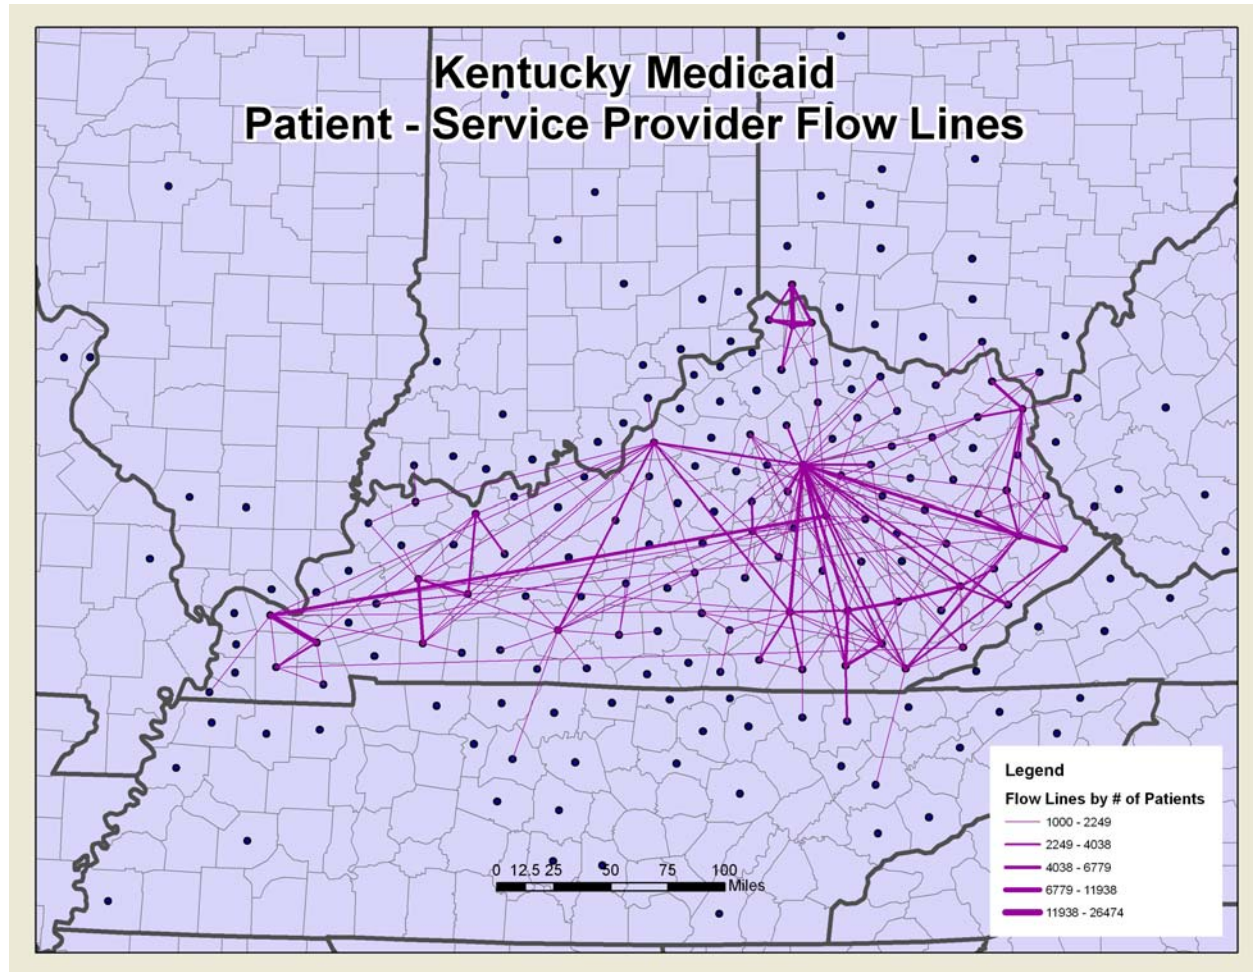 Kentucky Medicaid
Patient - Service Provider Flow Lines
Legend
Flow Lines by # of Patients
1000 - 2249
2249 - 4038
4038 - 6779
6779 - 11938
11938 - 26474
0 12.5 25 50 75 100
Miles